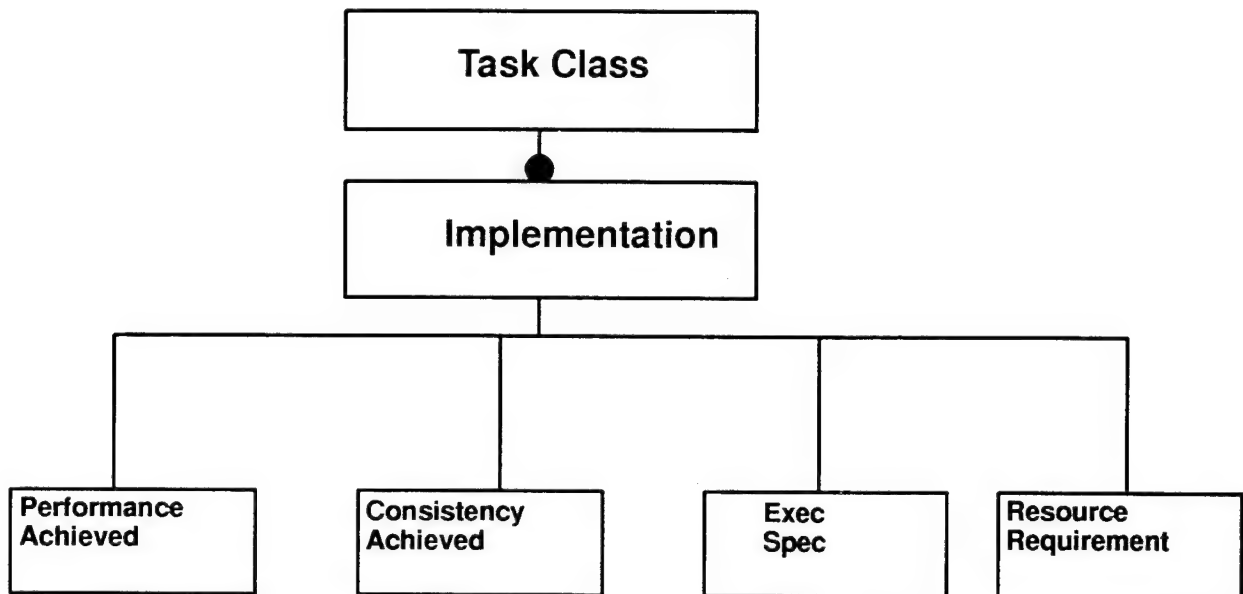 Task Class
Implementation
Performance
Achieved
Consistency
Achieved
Exec
Spec
Resource
Requirement